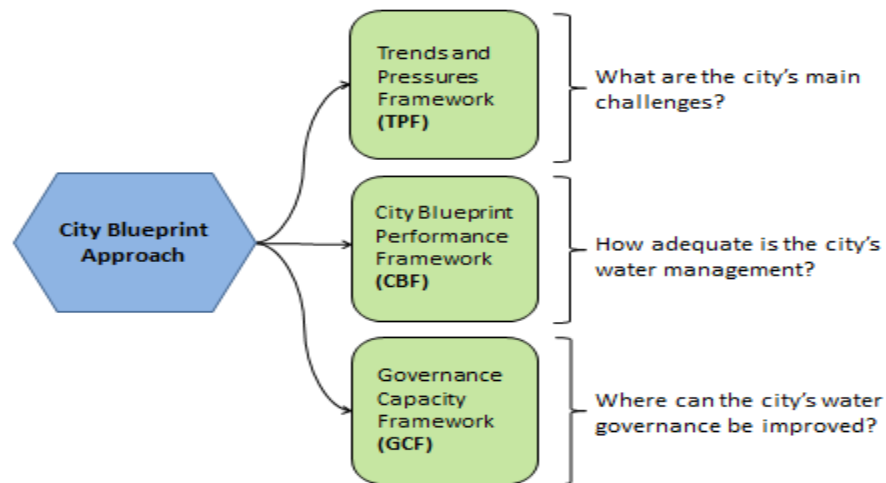 City Blueprint
Approach
Trends and
Pressures
Framework
(TPF)
What are the city's main
challenges?
City Blueprint
Performance
Framework
(CBF)
How adequate is the city's
water management?
Governance
Capacity
Framework
(GCF)
Where can the city's water
governance be improved?